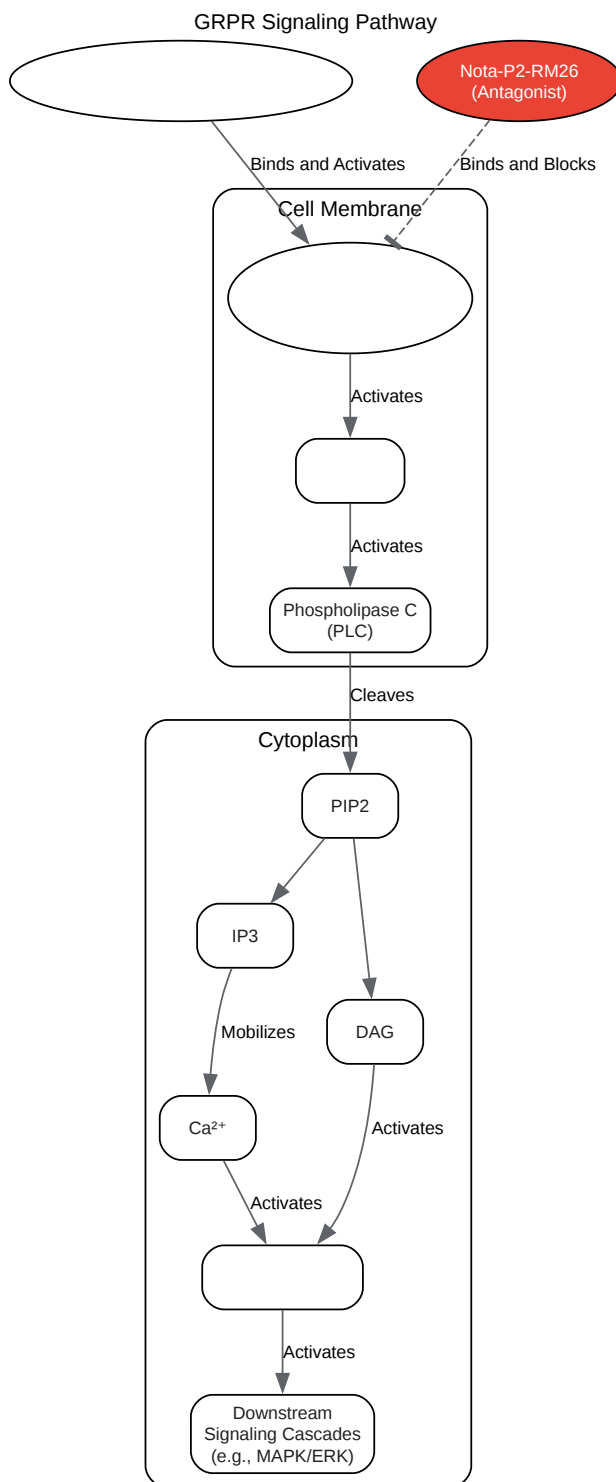 GRPR Signaling Pathway
Nota-P2-RM26
(Antagonist)
Binds and Activates
Binds and Blocks
Cell Membrane
Activates
Activates
Phospholipase C
(PLC)
Cleaves
Cytoplasm
PIP2
IP3
Mobilizes
DAG
Ca²⁺
Activates
Activates
Activates
Downstream
Signaling Cascades
(e.g., MAPK/ERK)